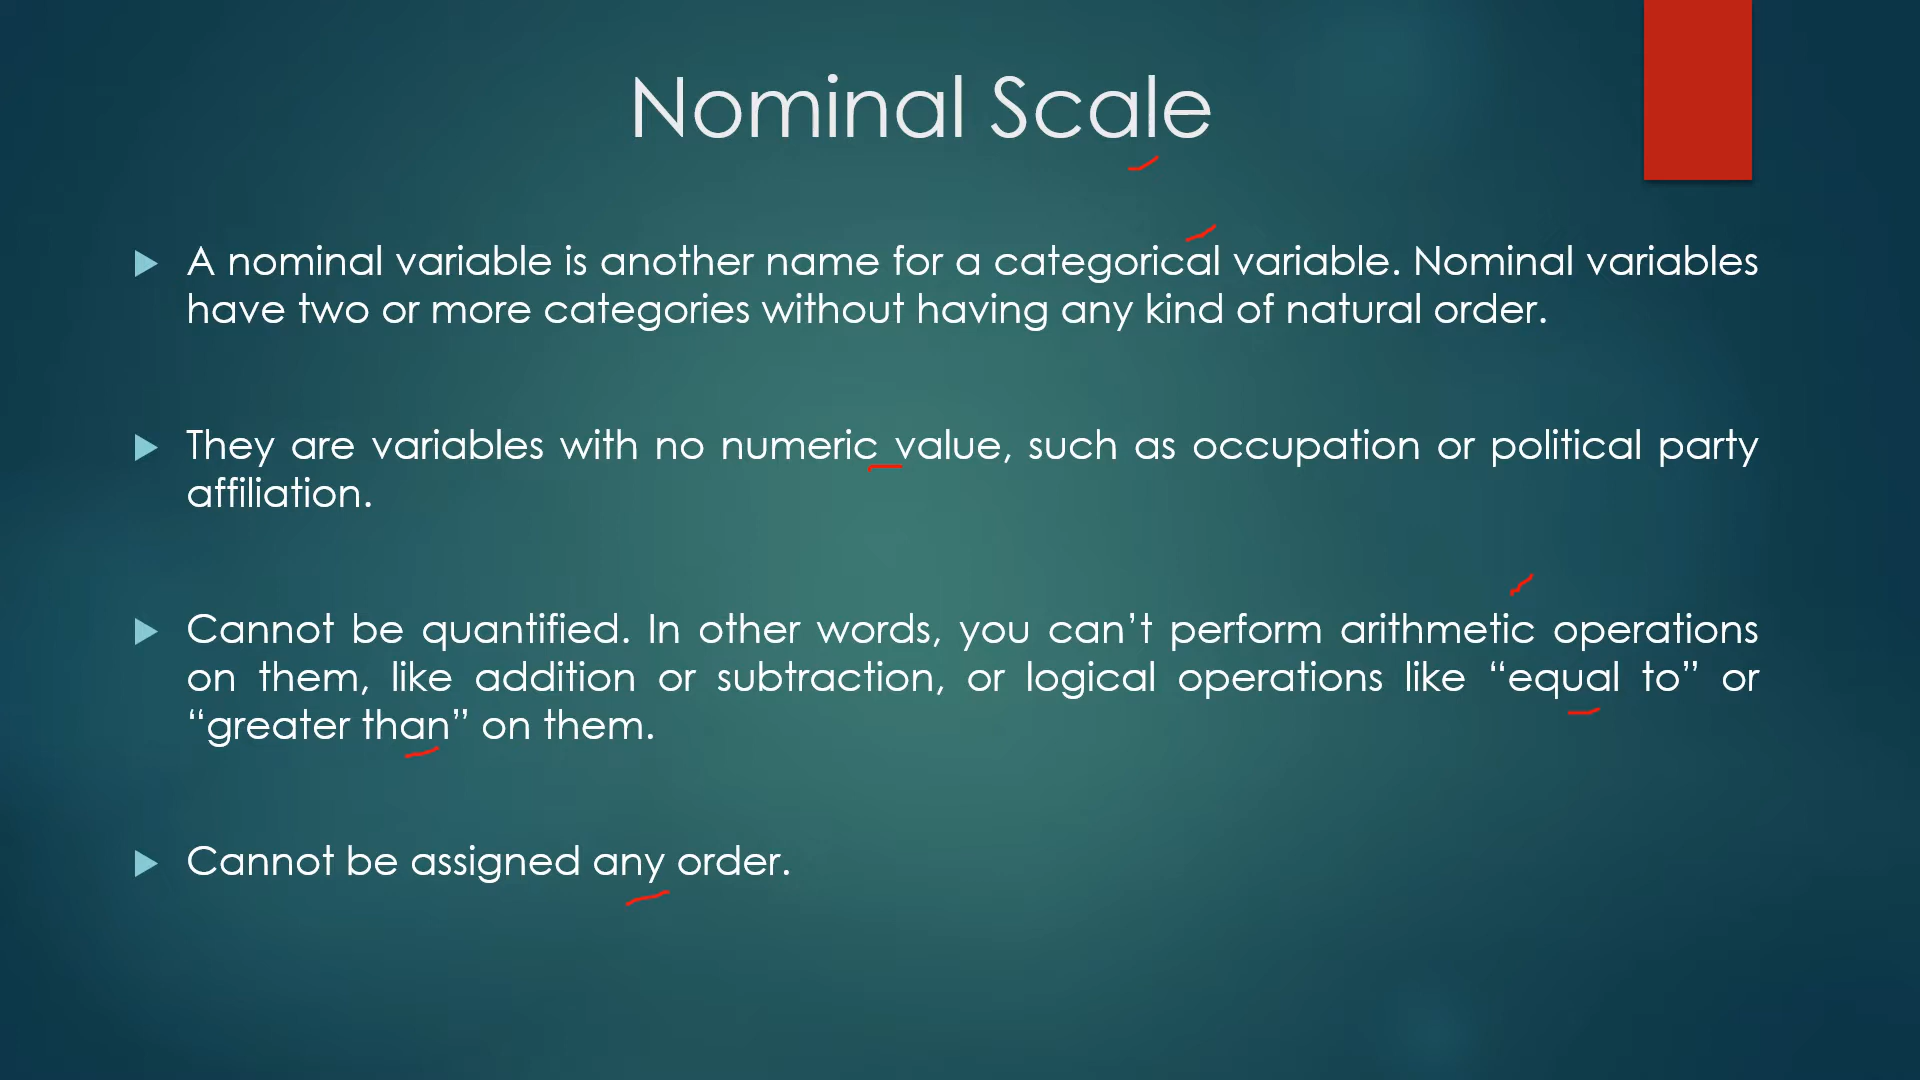 Nominal Scale
A nominal variable is another name for a categorical variable. Nominal variables
have two or more categories without having any kind of natural order.
They are variables with no numeric value, such as occupation or political party
affiliation.
Cannot be quantified. In other words, you can’t perform arithmetic operations
on them, like addition or subtraction, or logical operations like “equal to” or
“greater than” on them.
Cannot be assigned any order.